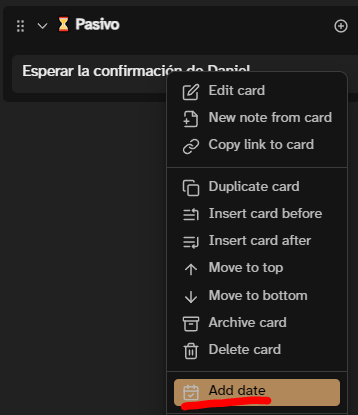 ⏳ Pasivo
Esperar la confirmación de Daniel
Edit card
New note from card
Copy link to card
Duplicate card
Insert card before
Insert card after
Move to top
Move to bottom
Archive card
Delete card
Add date